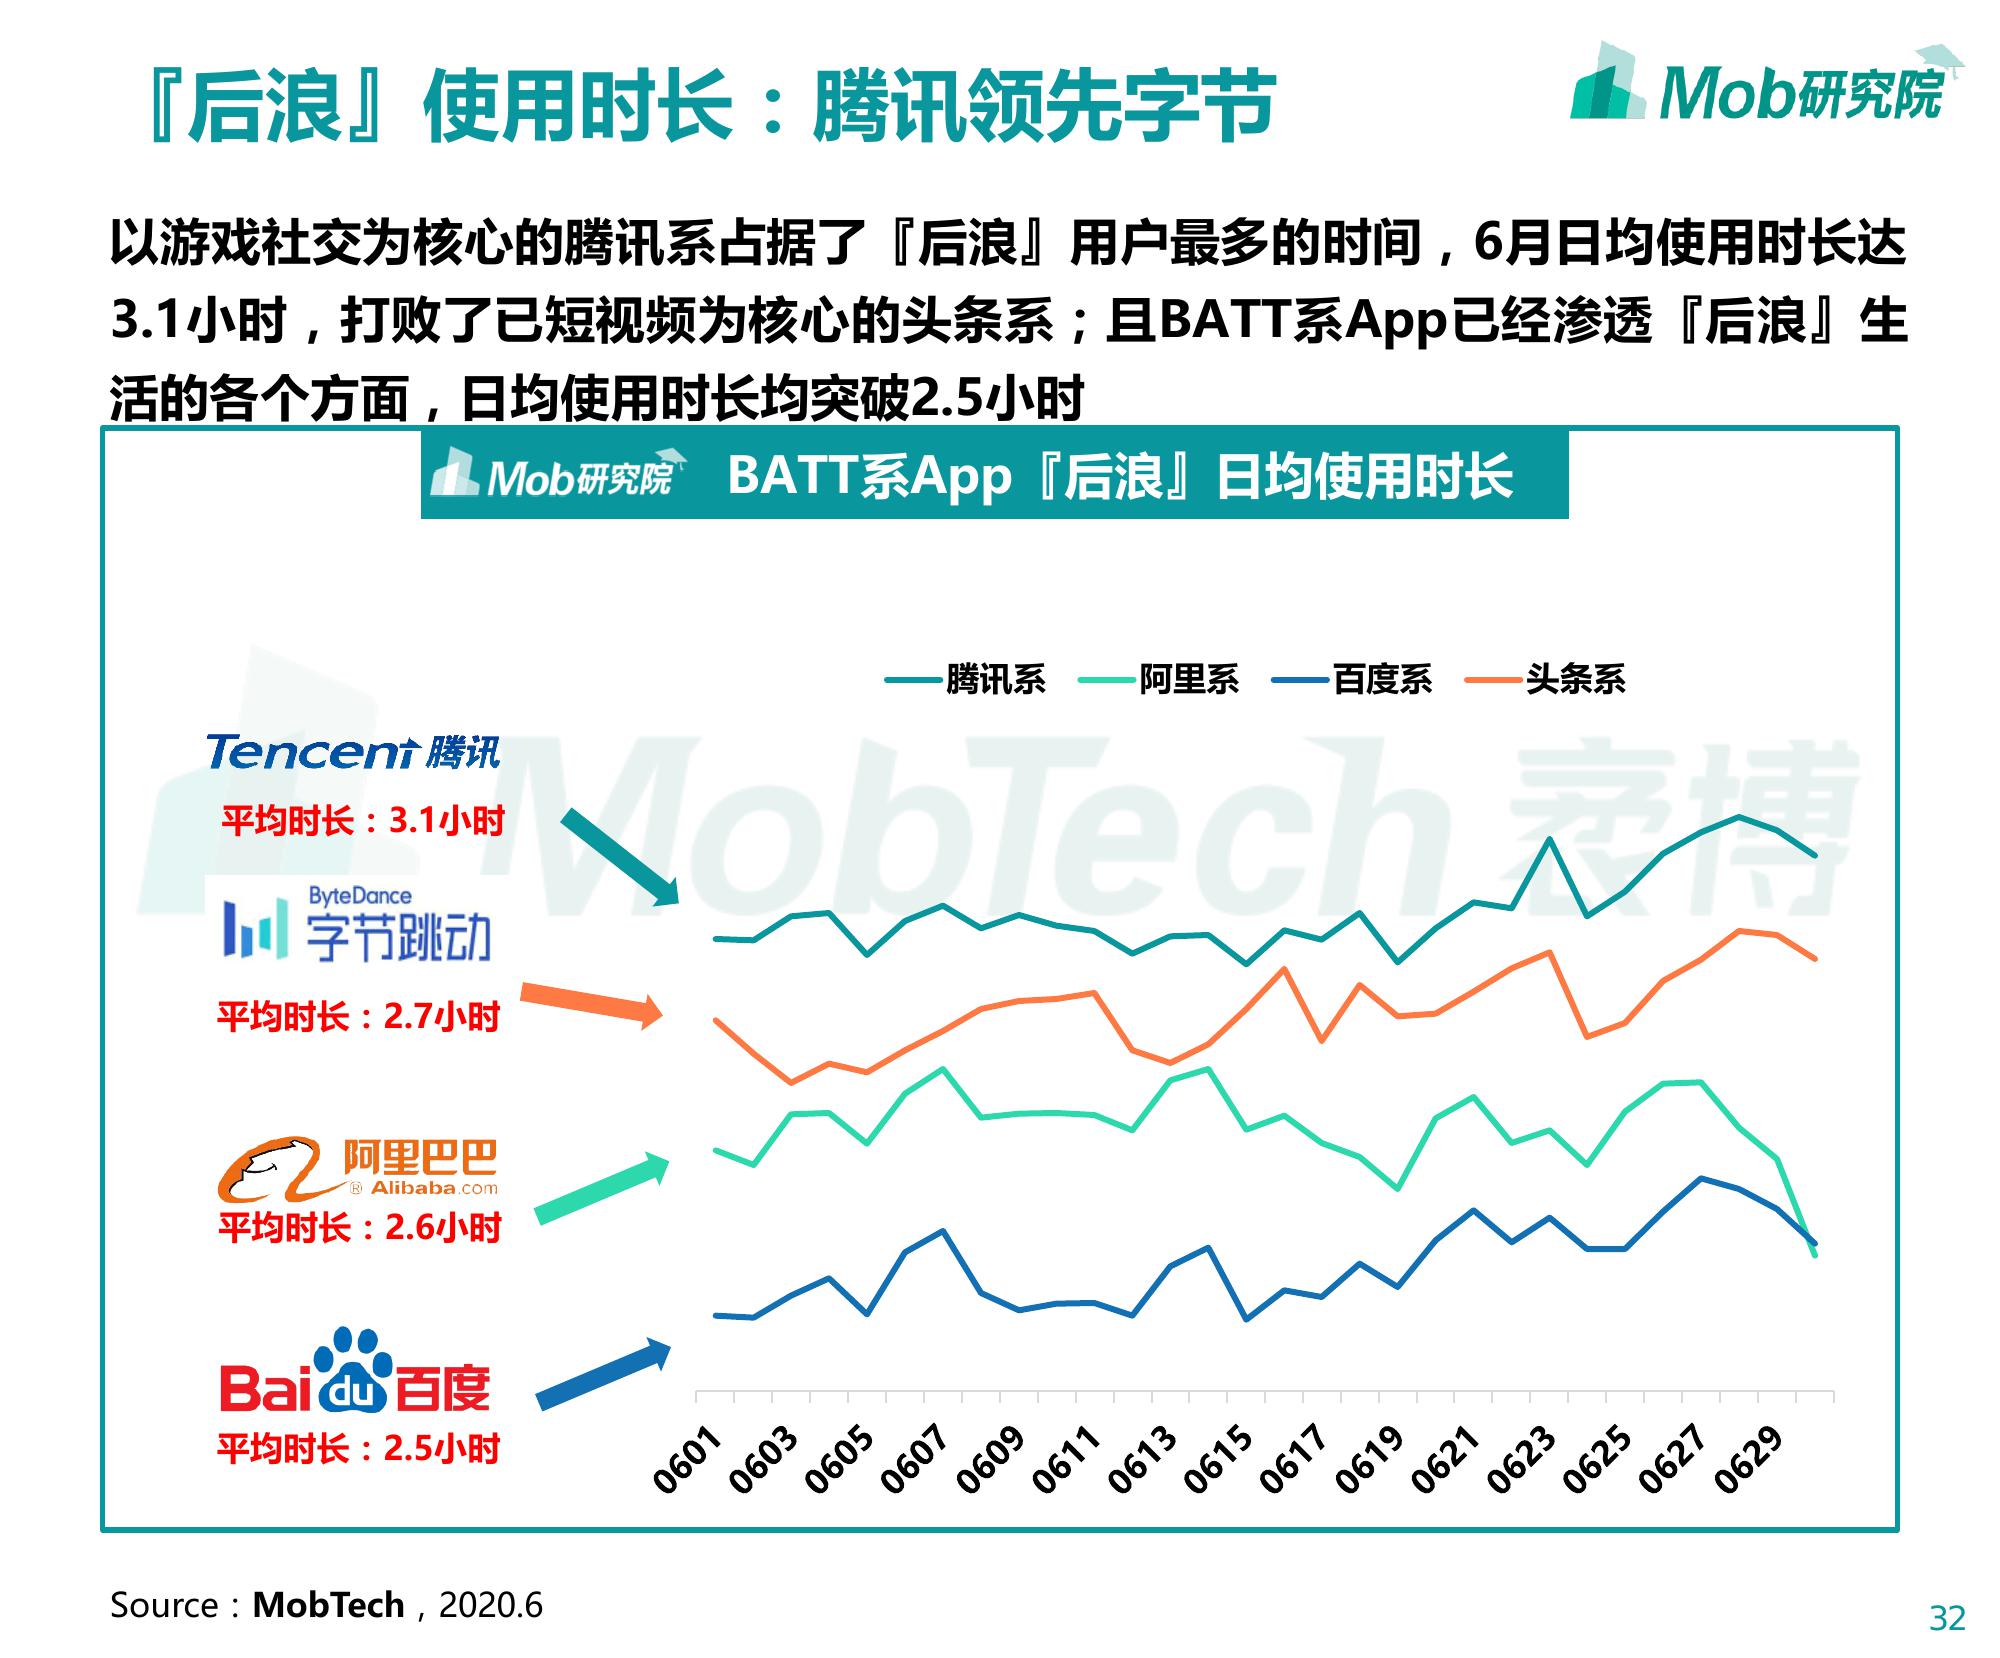 『后浪』使用时长：腾讯领先字节
Mob研究院
以游戏社交为核心的腾讯系占据了『后浪』用户最多的时间，6月日均使用时长达
3.1小时，打败了已短视频为核心的头条系；且BATT系App已经渗透『后浪』生
活的各个方面，日均使用时长均突破2.5小时
Mob研究院 BATT系App『后浪』日均使用时长
腾讯系 阿里系 百度系 头条系
MobTech 袤博
Tencent 腾讯
平均时长：3.1小时
ByteDance
字节跳动
平均时长：2.7小时
阿里巴巴
® Alibaba.com
平均时长：2.6小时
Bai du 百度
平均时长：2.5小时
0601 0603 0605 0607 0609 0611 0613 0615 0617 0619 0621 0623 0625 0627 0629
Source：MobTech，2020.6
32